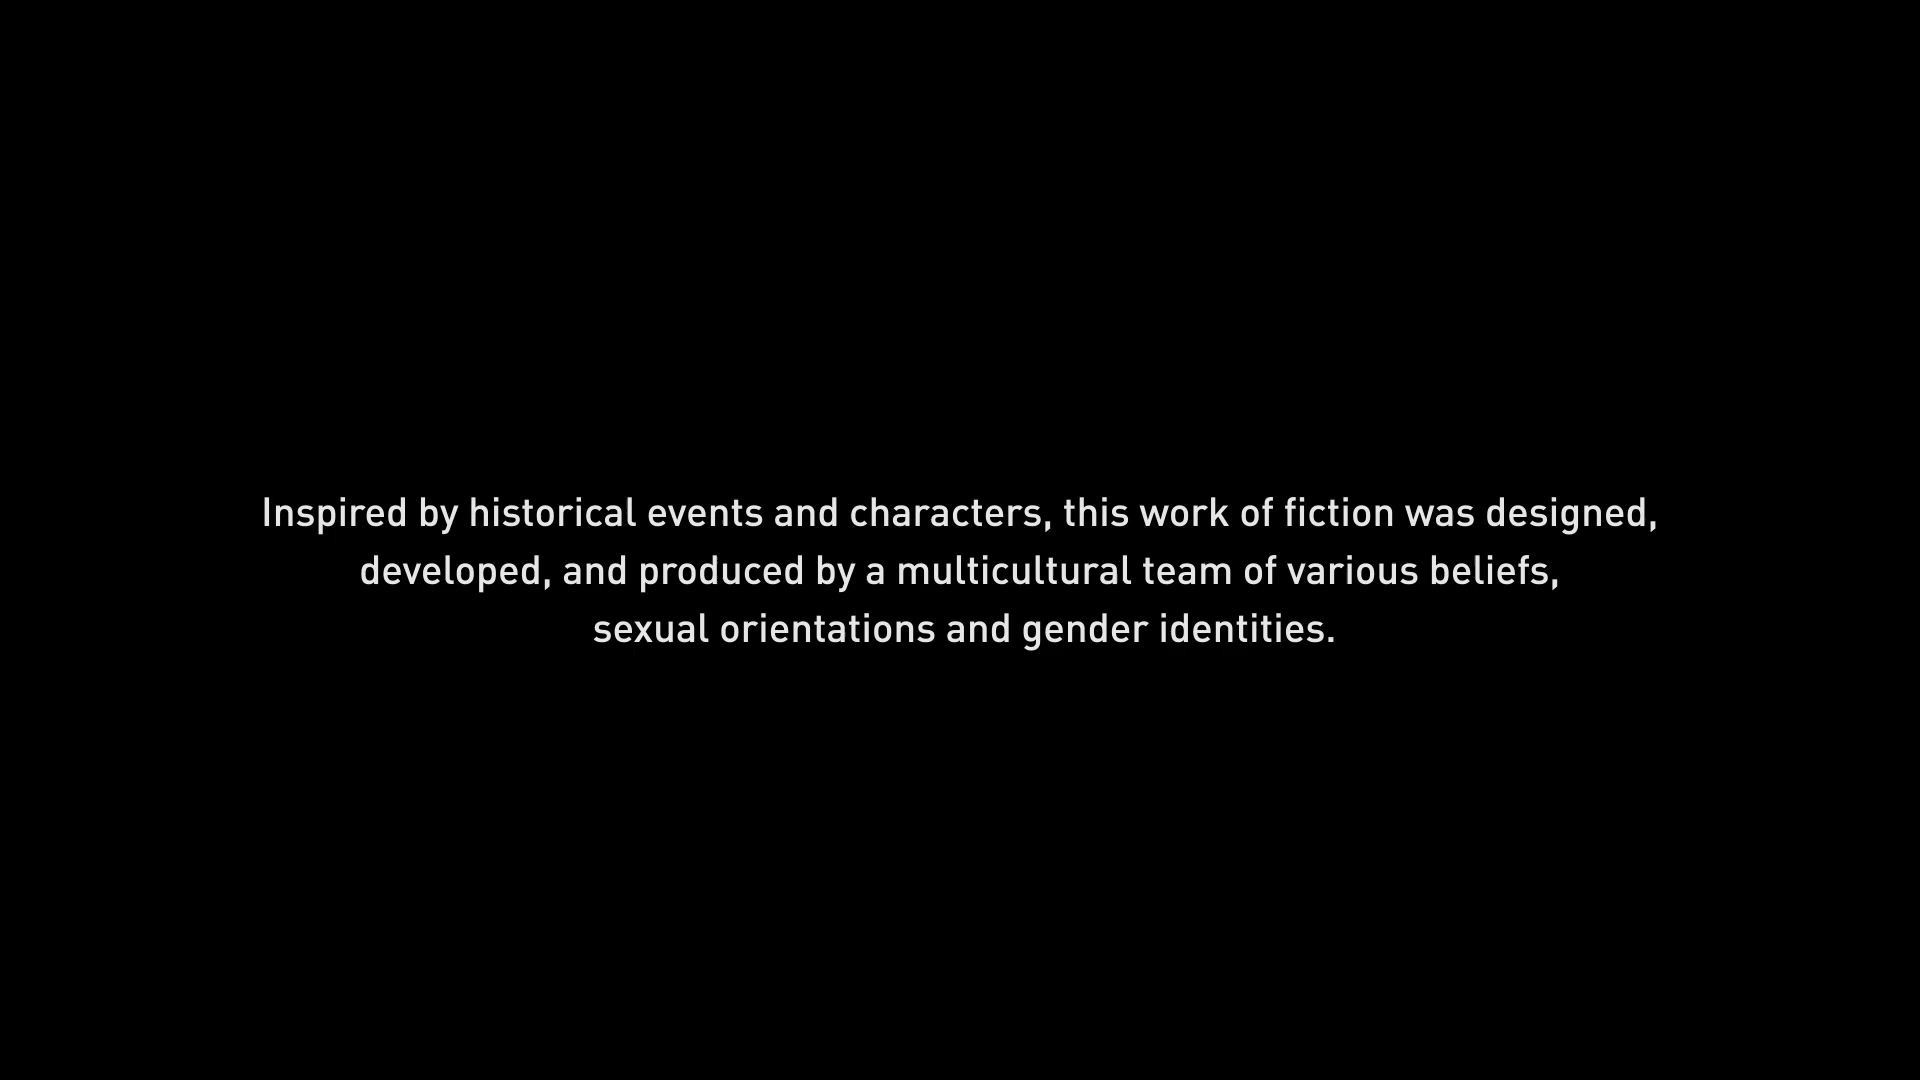 Inspired by historical events and characters, this work of fiction was designed,
developed, and produced by a multicultural team of various beliefs,
sexual orientations and gender identities.